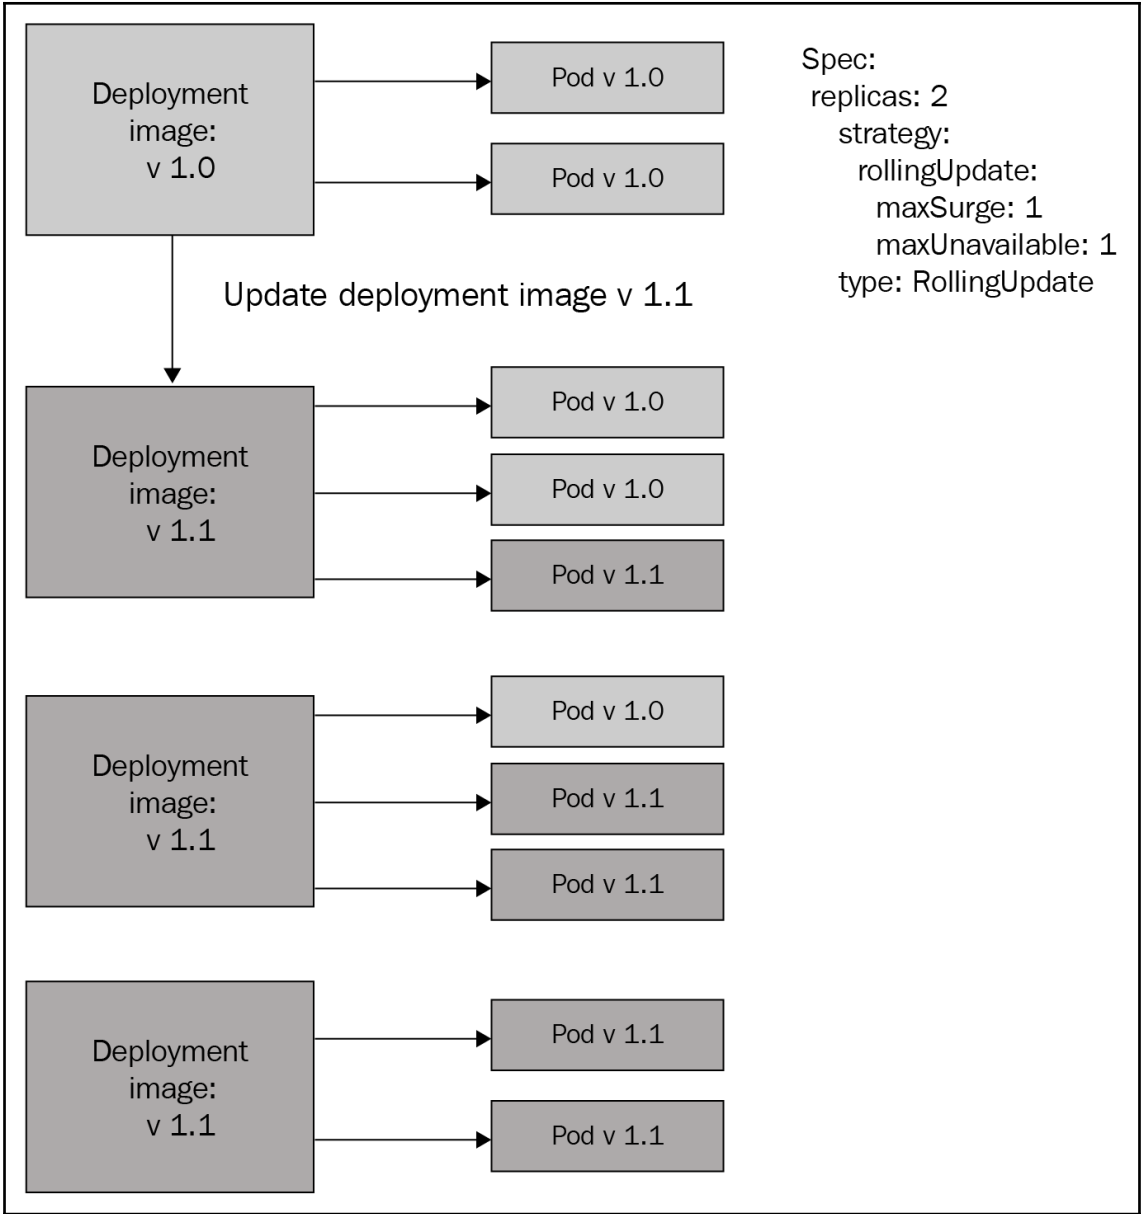 Deployment
image:
v 1.0
Pod v 1.0
Pod v 1.0
Spec:
replicas: 2
strategy:
rollingUpdate:
maxSurge: 1
maxUnavailable: 1
type: RollingUpdate
Update deployment image v 1.1
Deployment
image:
v 1.1
Pod v 1.0
Pod v 1.0
Pod v 1.1
Deployment
image:
v 1.1
Pod v 1.0
Pod v 1.1
Pod v 1.1
Deployment
image:
v 1.1
Pod v 1.1
Pod v 1.1